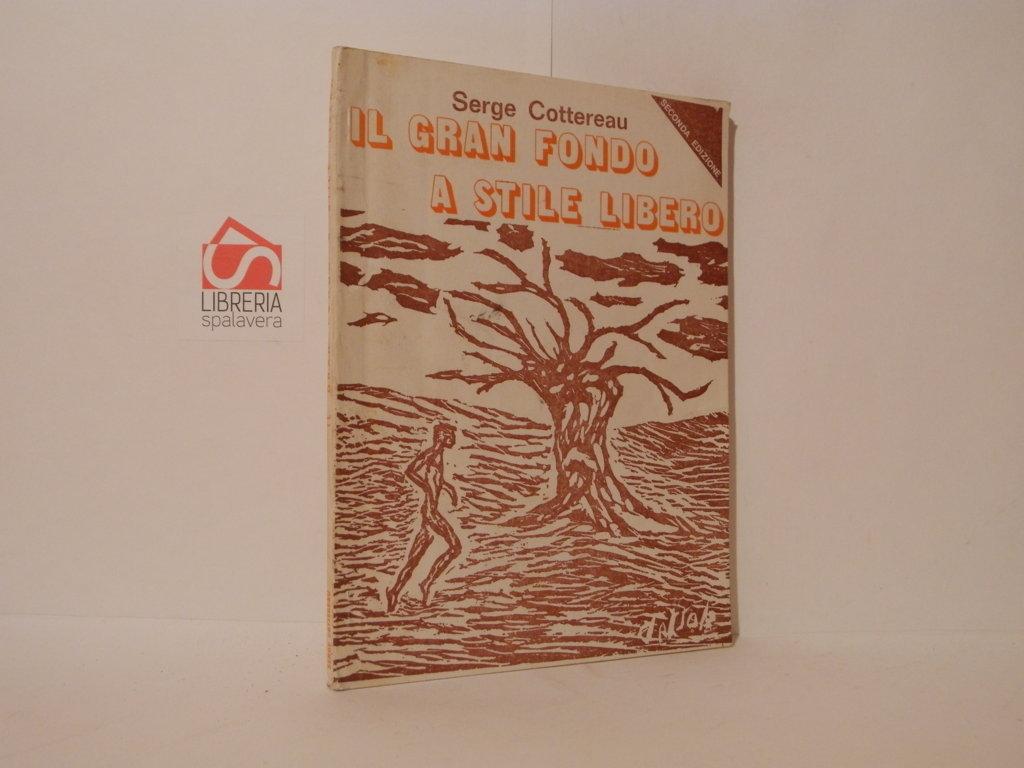 Serge Cottereau
SECONDA EDIZIONE
IL GRAN FONDO
A STILE LIBERO
LIBRERIA
spalavera